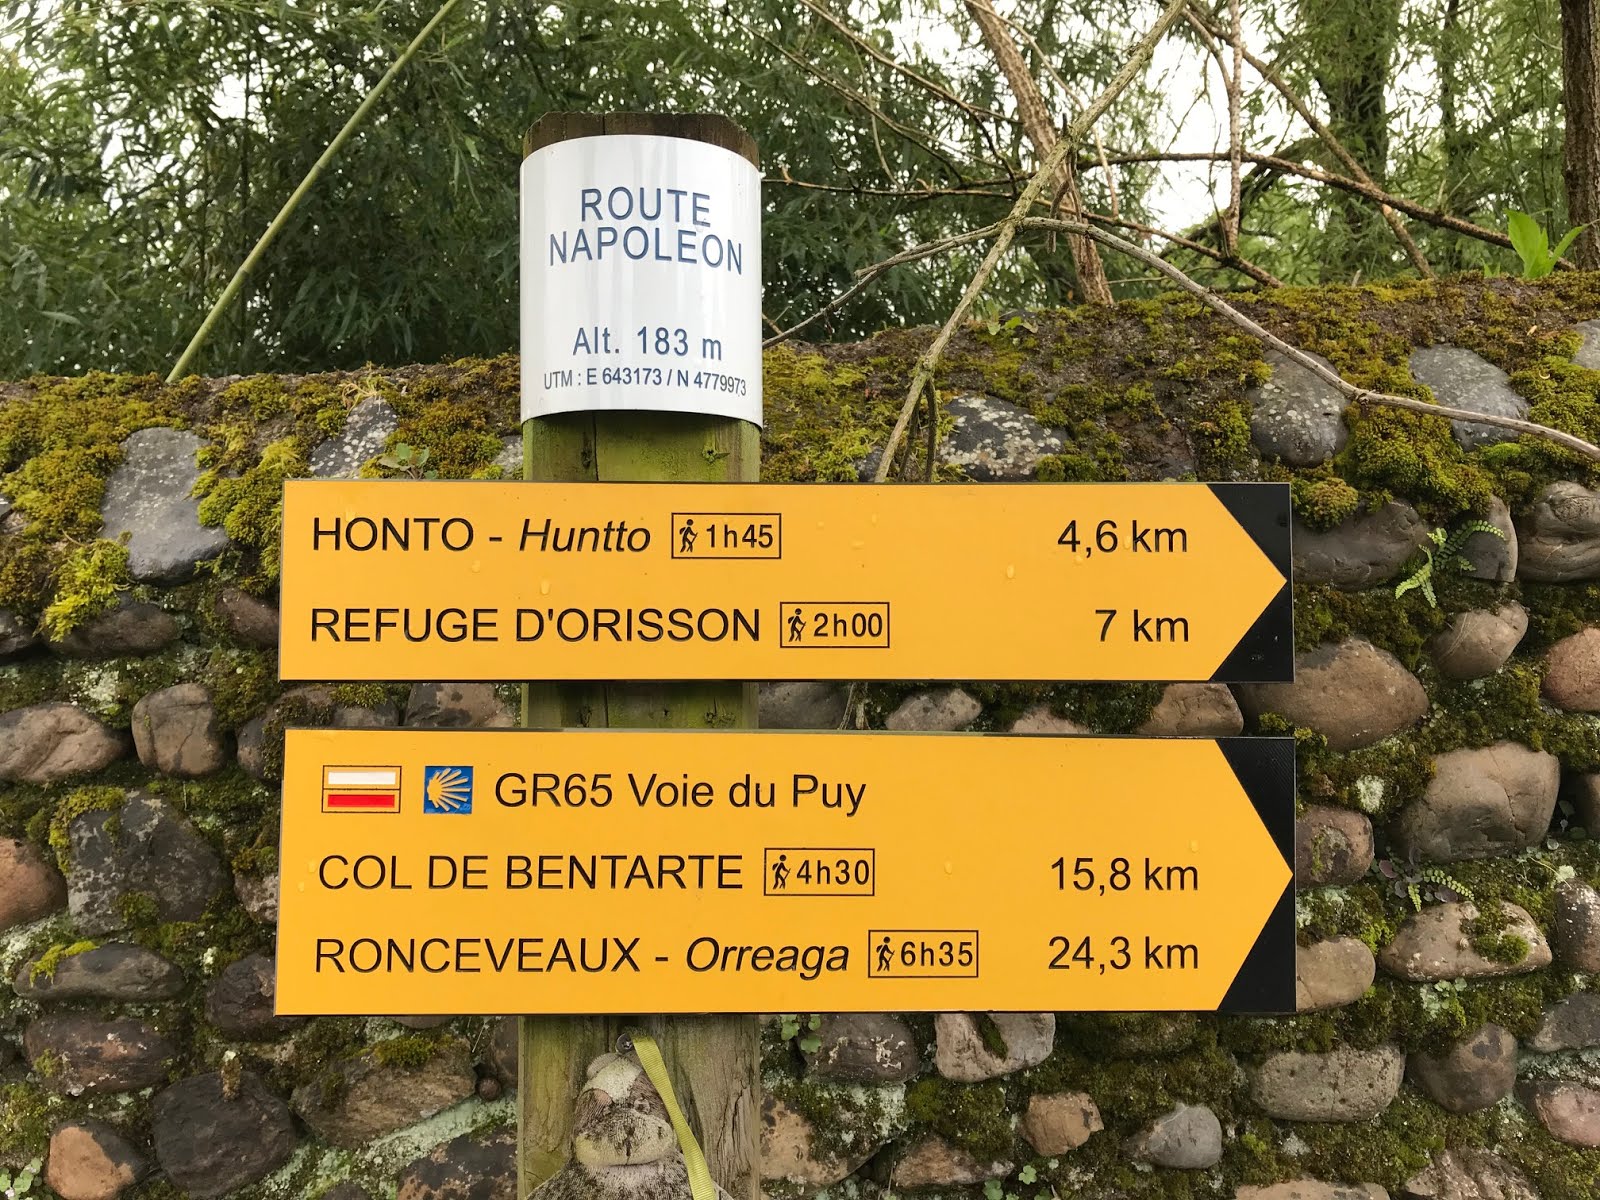 ROUTE
NAPOLEON
Alt. 183 m
UTM : E 643173 / N 4779973
HONTO - Huntto 1h45 4,6 km
REFUGE D'ORISSON 2h00 7 km
GR65 Voie du Puy
COL DE BENTARTE 4h30 15,8 km
RONCEVEAUX - Orreaga 6h35 24,3 km